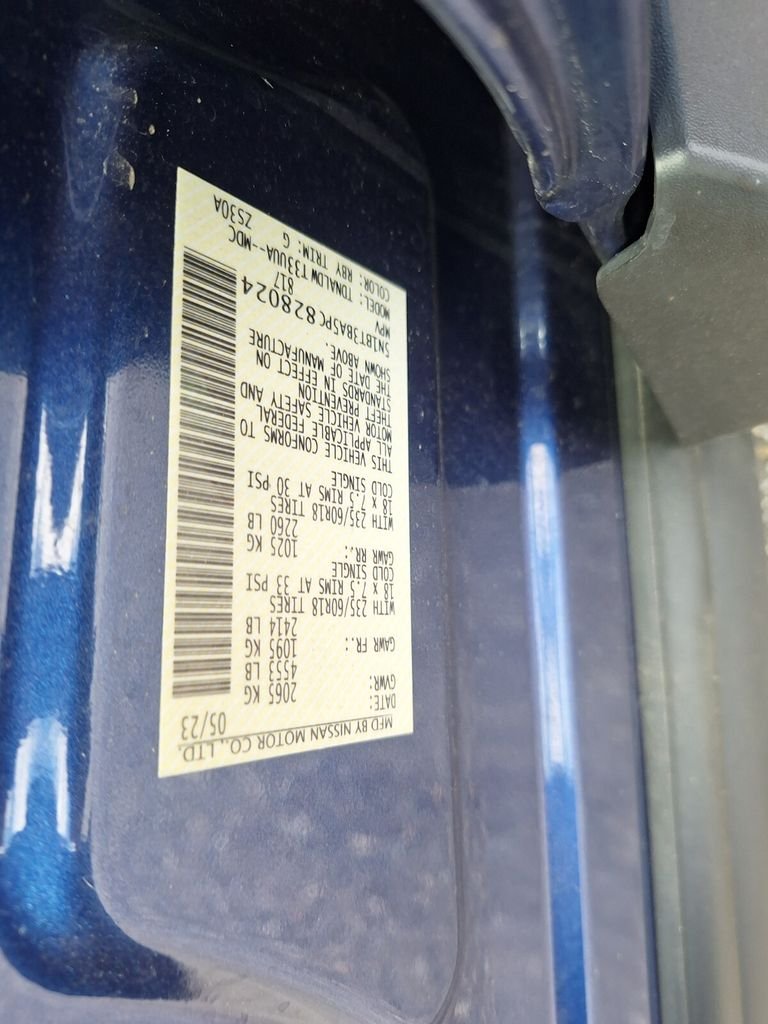 MFD BY NISSAN MOTOR CO., LTD.
DATE: 05/23
GVWR: 2065 KG
4553 LB
GAWR FR.: 1095 KG
2414 LB
WITH 235/60R18 TIRES
18 x 7.5 RIMS AT 33 PSI
COLD SINGLE
GAWR RR.: 1025 KG
2260 LB
WITH 235/60R18 TIRES
18 x 7.5 RIMS AT 30 PSI
COLD SINGLE
THIS VEHICLE CONFORMS TO
ALL APPLICABLE FEDERAL
MOTOR VEHICLE SAFETY AND
THEFT PREVENTION
STANDARDS IN EFFECT ON
THE DATE OF MANUFACTURE
SHOWN ABOVE.
5N1BT3BA5PC828024
MPV 817
MODEL: TDNALDWT33UUA--MDC
COLOR: RBY TRIM: G ZS30A